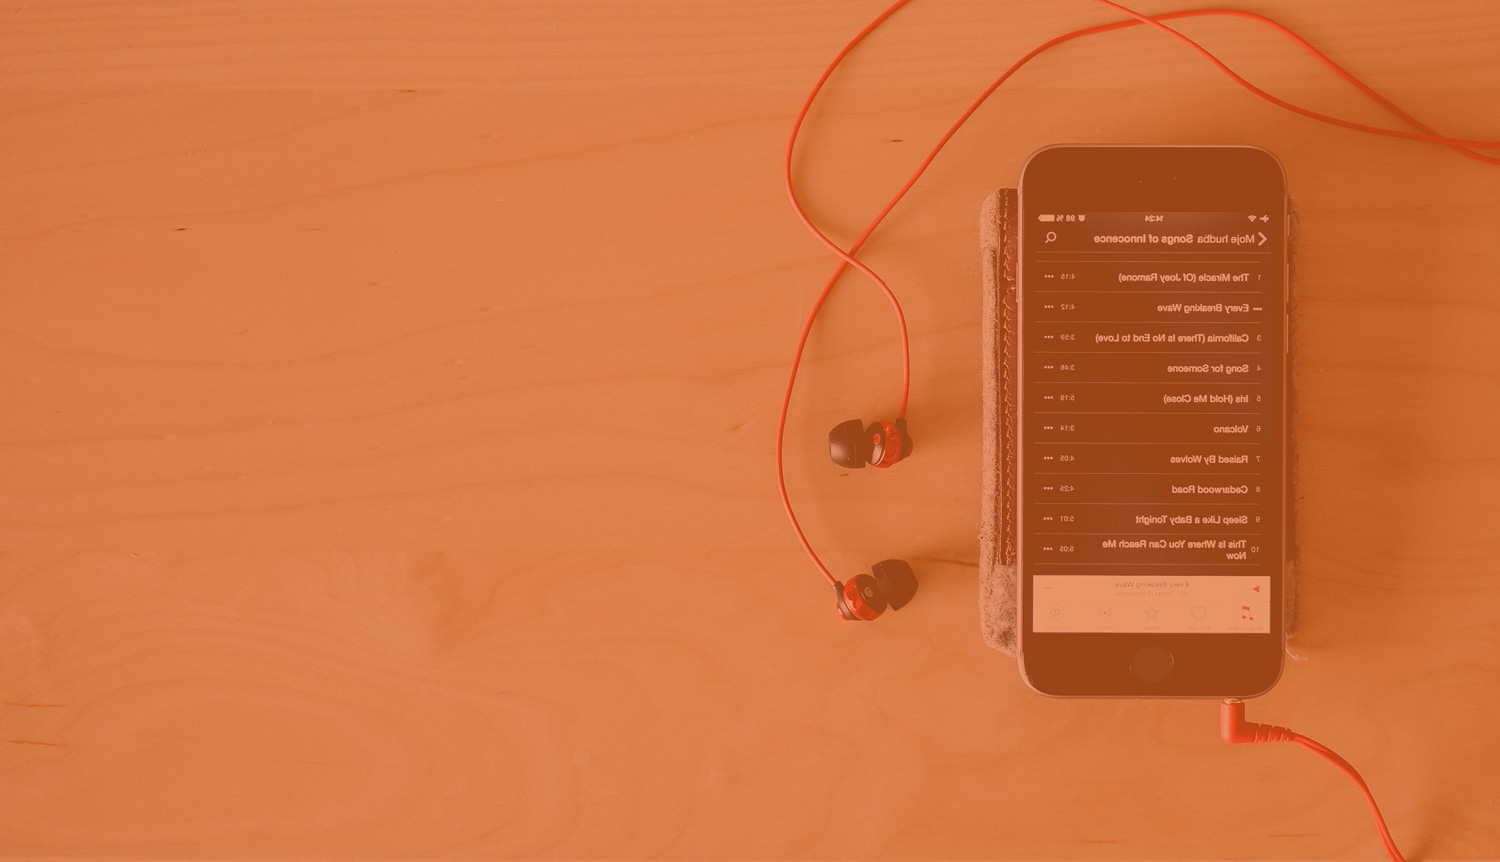 98 % 14:24
Moje hudba Songs of Innocence
1 The Miracle (Of Joey Ramone) 4:15 •••
Every Breaking Wave 4:12 •••
3 California (There Is No End to Love) 3:59 •••
4 Song for Someone 3:46 •••
5 Iris (Hold Me Close) 5:19 •••
6 Volcano 3:14 •••
7 Raised By Wolves 4:05 •••
8 Cedarwood Road 4:25 •••
9 Sleep Like a Baby Tonight 5:01 •••
10 This Is Where You Can Reach Me 5:05 •••
Now
Every Breaking Wave
Songs of Innocence